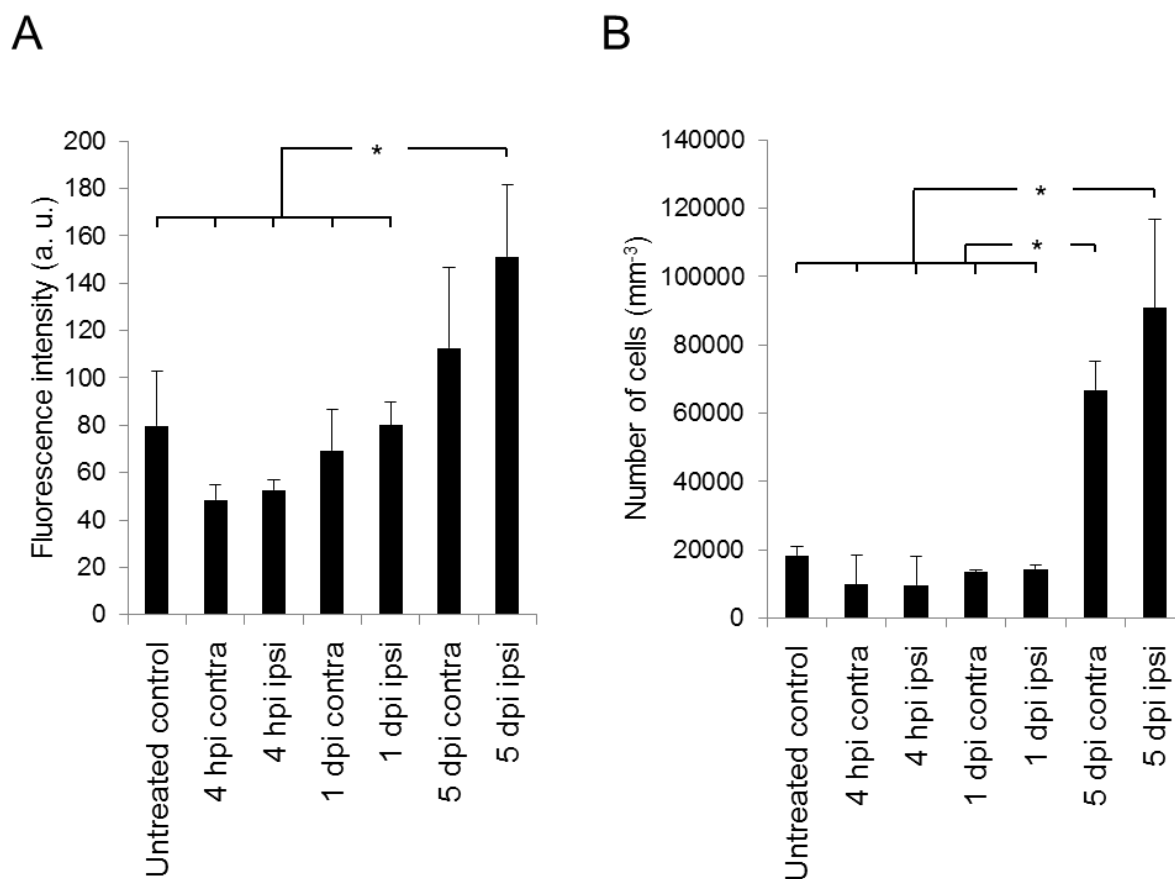 A
Fluorescence intensity (a. u.)
200
180
160
140
120
100
80
60
40
20
0
*
Untreated control
4 hpi contra
4 hpi ipsi
1 dpi contra
1 dpi ipsi
5 dpi contra
5 dpi ipsi
B
Number of cells (mm⁻³)
140000
120000
100000
80000
60000
40000
20000
0
*
*
Untreated control
4 hpi contra
4 hpi ipsi
1 dpi contra
1 dpi ipsi
5 dpi contra
5 dpi ipsi